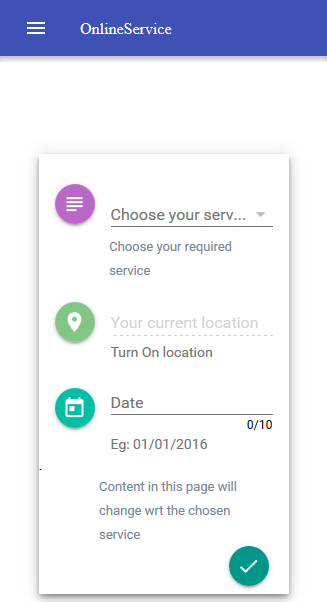 OnlineService
Choose your serv...
Choose your required
service
Your current location
Turn On location
Date
0/10
Eg: 01/01/2016
Content in this page will
change wrt the chosen
service